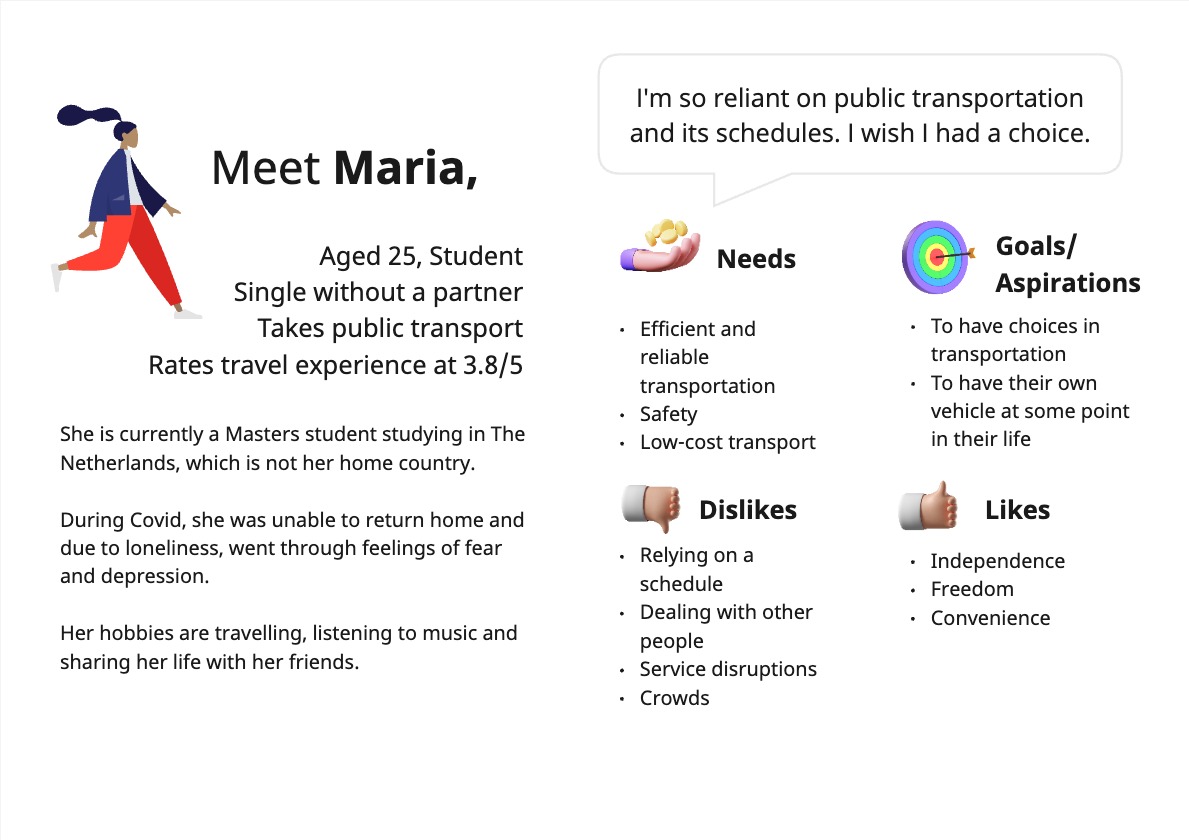 Meet Maria,
Aged 25, Student
Single without a partner
Takes public transport
Rates travel experience at 3.8/5
She is currently a Masters student studying in The
Netherlands, which is not her home country.
During Covid, she was unable to return home and
due to loneliness, went through feelings of fear
and depression.
Her hobbies are travelling, listening to music and
sharing her life with her friends.
I'm so reliant on public transportation
and its schedules. I wish I had a choice.
Needs
• Efficient and
reliable
transportation
• Safety
• Low-cost transport
Goals/
Aspirations
• To have choices in
transportation
• To have their own
vehicle at some point
in their life
Dislikes
• Relying on a
schedule
• Dealing with other
people
• Service disruptions
• Crowds
Likes
• Independence
• Freedom
• Convenience